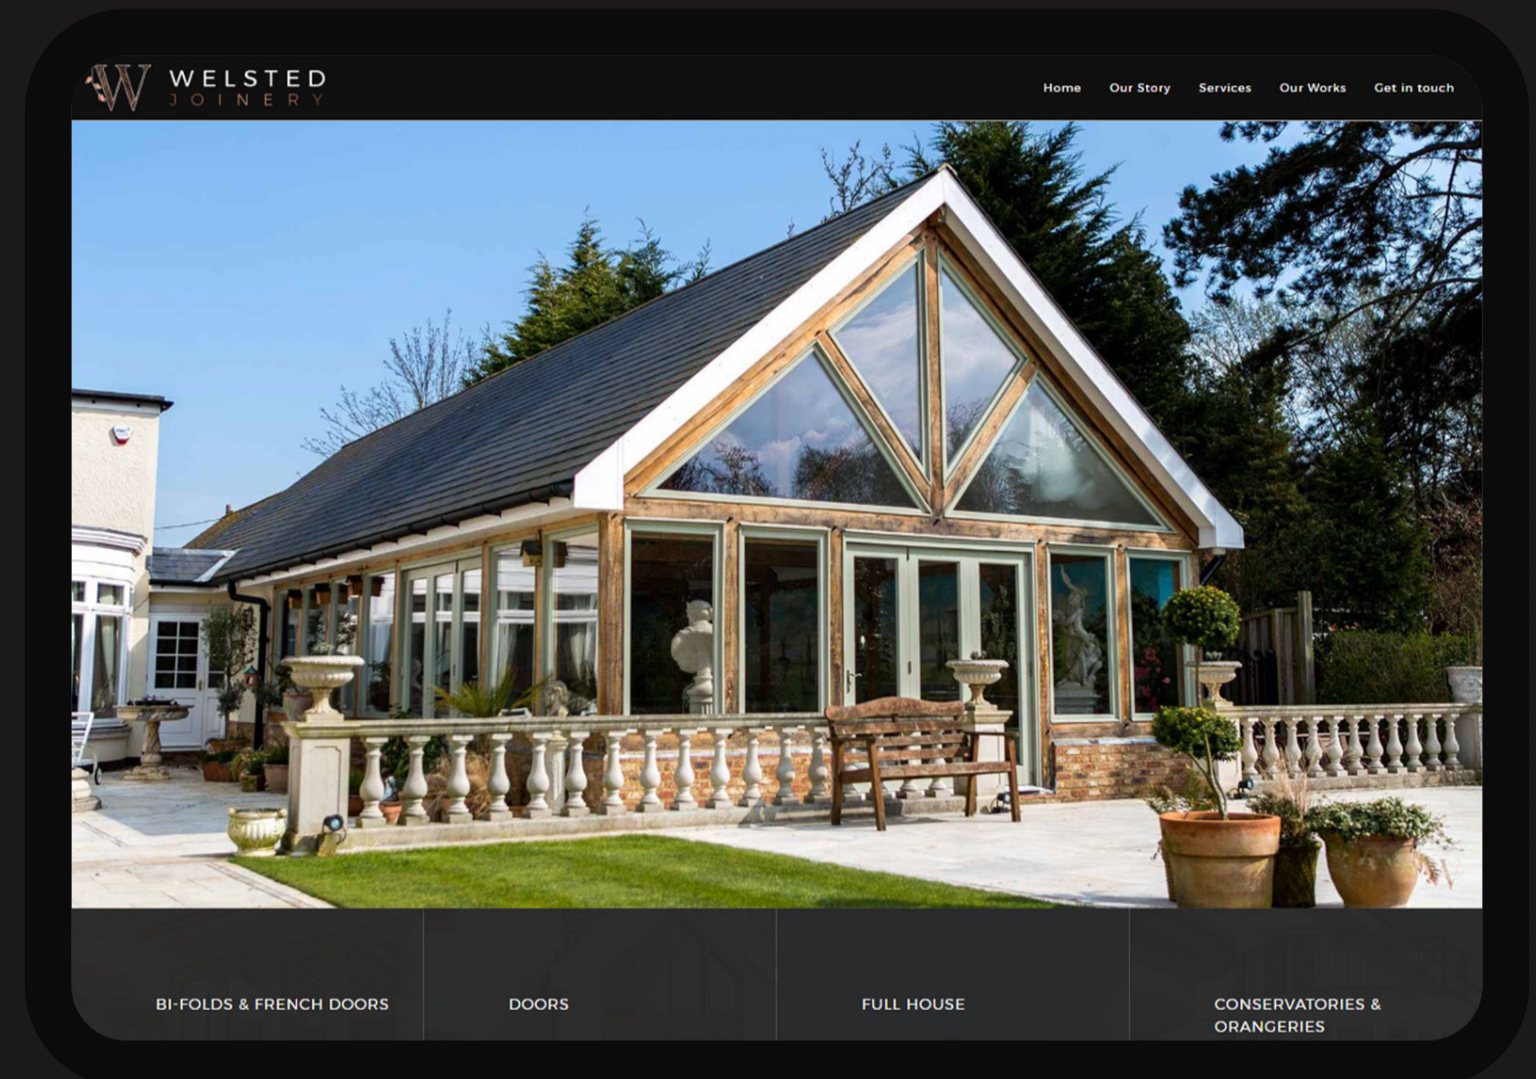 WELSTED
JOINERY
Home Our Story Services Our Works Get in touch
BI-FOLDS & FRENCH DOORS
DOORS
FULL HOUSE
CONSERVATORIES &
ORANGERIES